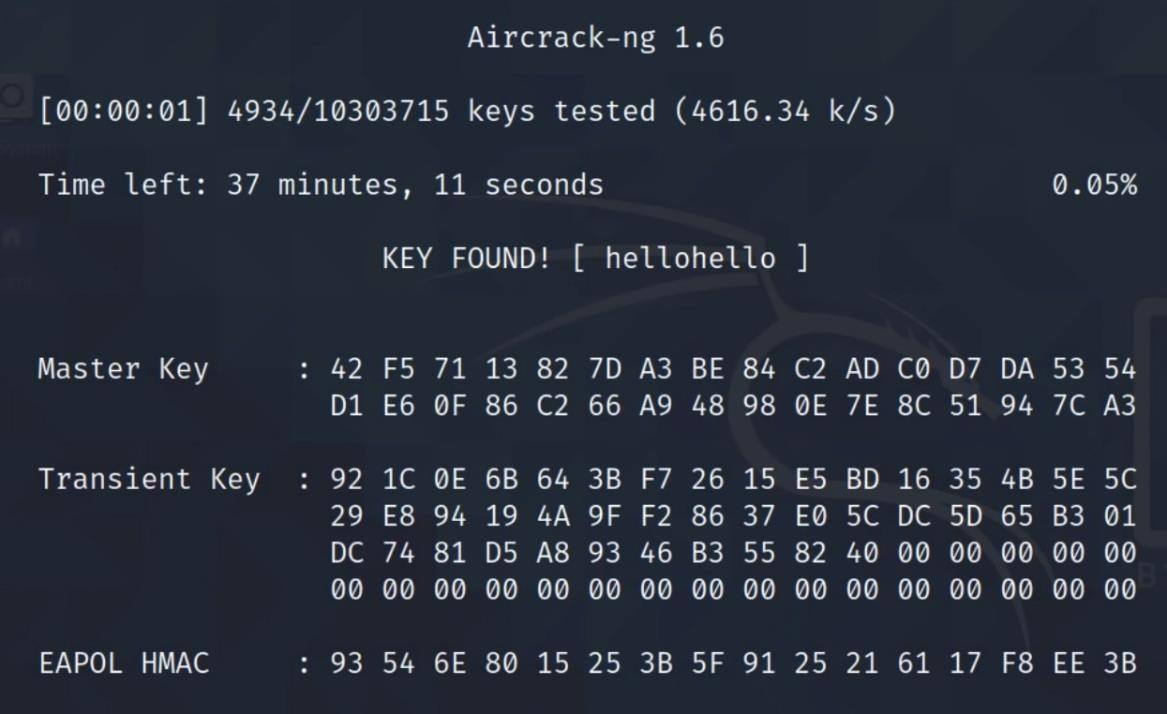 Aircrack-ng 1.6
[00:00:01] 4934/10303715 keys tested (4616.34 k/s)
Time left: 37 minutes, 11 seconds 0.05%
KEY FOUND! [ hellohello ]
Master Key : 42 F5 71 13 82 7D A3 BE 84 C2 AD C0 D7 DA 53 54
D1 E6 0F 86 C2 66 A9 48 98 0E 7E 8C 51 94 7C A3
Transient Key : 92 1C 0E 6B 64 3B F7 26 15 E5 BD 16 35 4B 5E 5C
29 E8 94 19 4A 9F F2 86 37 E0 5C DC 5D 65 B3 01
DC 74 81 D5 A8 93 46 B3 55 82 40 00 00 00 00 00
00 00 00 00 00 00 00 00 00 00 00 00 00 00 00 00
EAPOL HMAC : 93 54 6E 80 15 25 3B 5F 91 25 21 61 17 F8 EE 3B